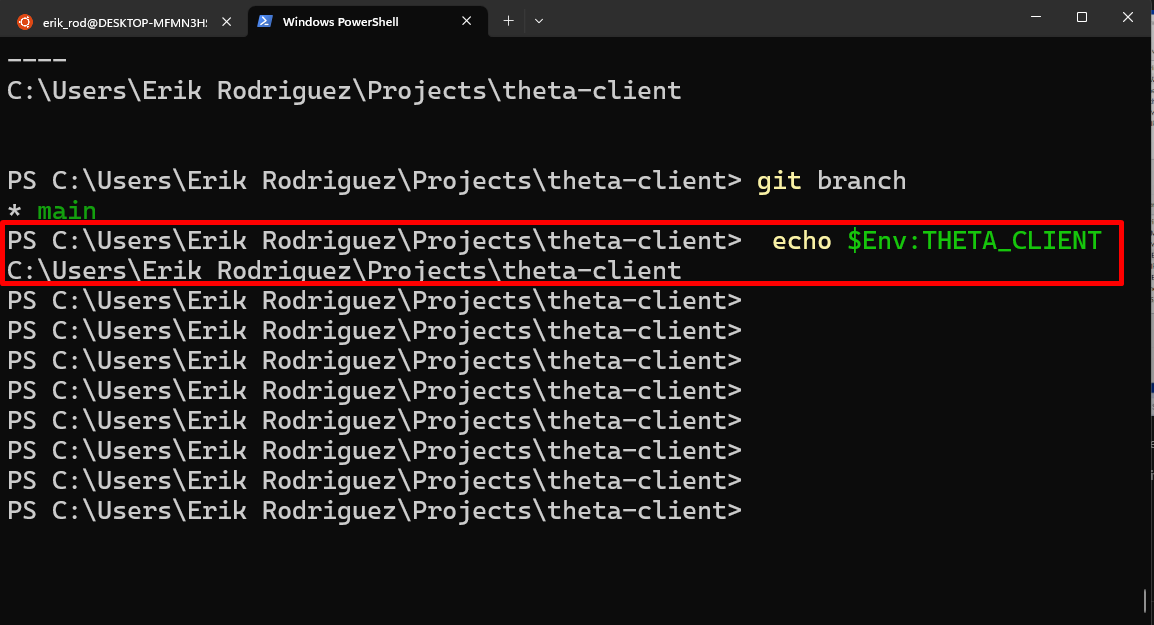 erik_rod@DESKTOP-MFMN3H
Windows PowerShell
----
C:\Users\Erik Rodriguez\Projects\theta-client
PS C:\Users\Erik Rodriguez\Projects\theta-client> git branch
* main
PS C:\Users\Erik Rodriguez\Projects\theta-client>  echo $Env:THETA_CLIENT
C:\Users\Erik Rodriguez\Projects\theta-client
PS C:\Users\Erik Rodriguez\Projects\theta-client>
PS C:\Users\Erik Rodriguez\Projects\theta-client>
PS C:\Users\Erik Rodriguez\Projects\theta-client>
PS C:\Users\Erik Rodriguez\Projects\theta-client>
PS C:\Users\Erik Rodriguez\Projects\theta-client>
PS C:\Users\Erik Rodriguez\Projects\theta-client>
PS C:\Users\Erik Rodriguez\Projects\theta-client>
PS C:\Users\Erik Rodriguez\Projects\theta-client>